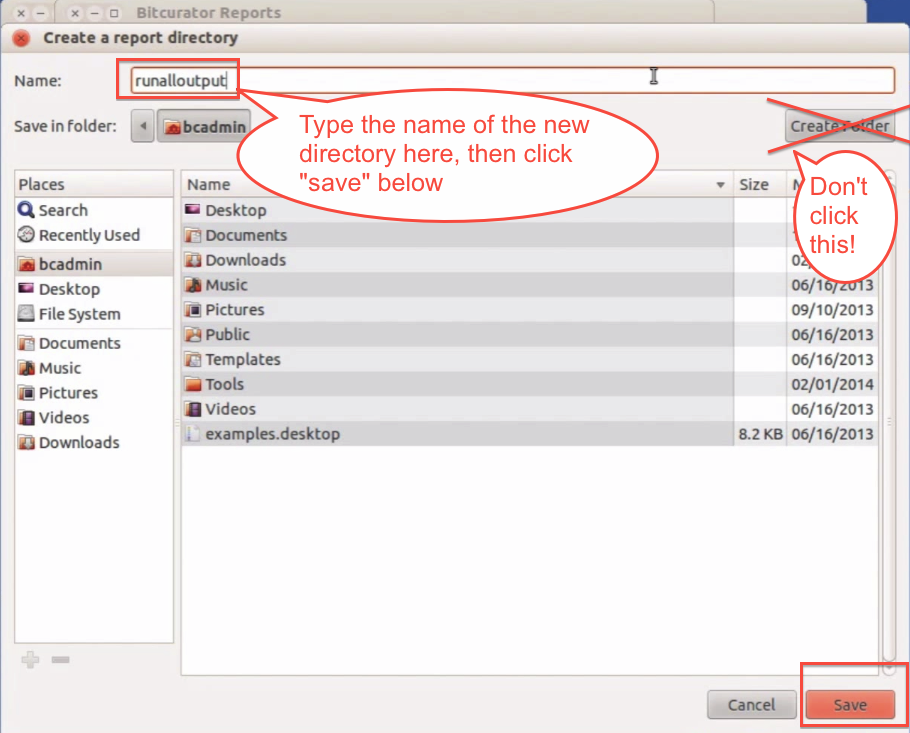 Bitcurator Reports
Create a report directory
Name: runalloutput
Save in folder: bcadmin Create Folder
Type the name of the new
directory here, then click
"save" below
Don't
click
this!
Places
Search
Recently Used
bcadmin
Desktop
File System
Documents
Music
Pictures
Videos
Downloads
Name Size
Desktop
Documents
Downloads 02/
Music 06/16/2013
Pictures 09/10/2013
Public 06/16/2013
Templates 06/16/2013
Tools 02/01/2014
Videos 06/16/2013
examples.desktop 8.2 KB 06/16/2013
Cancel Save